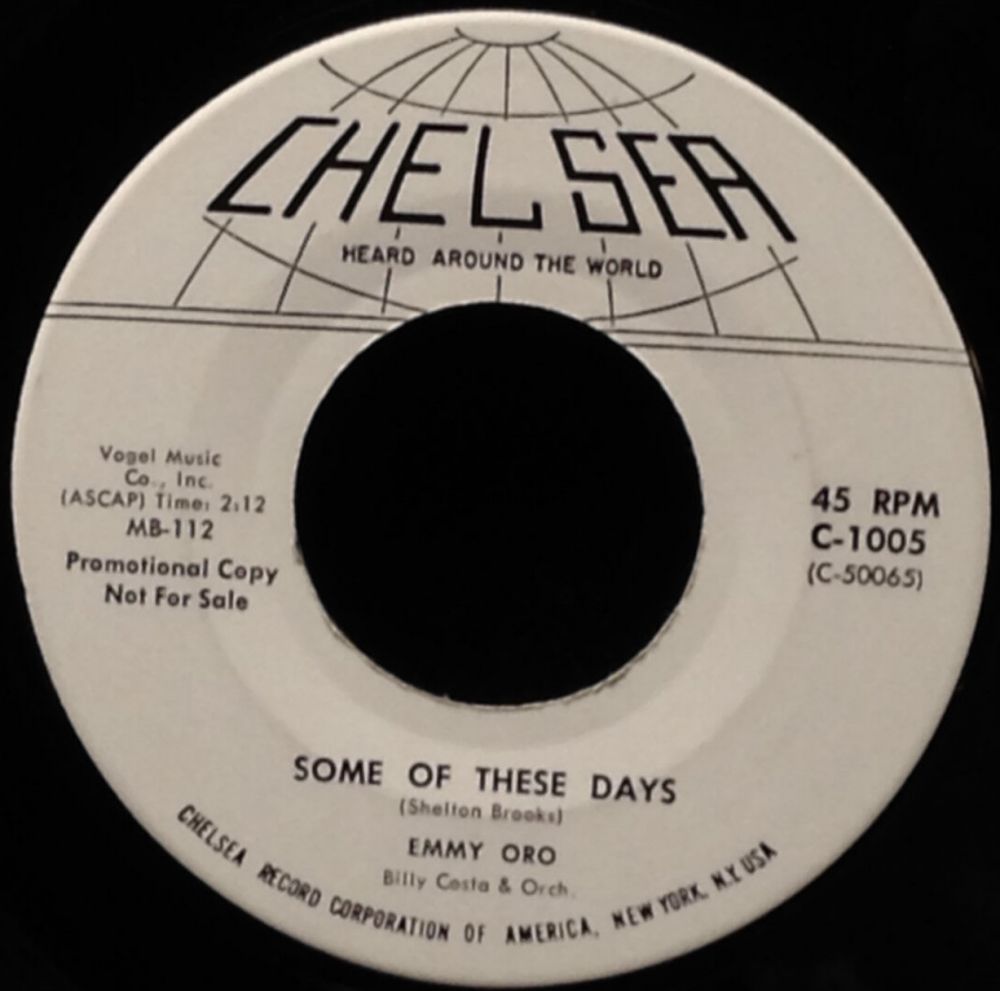 CHELSEA
HEARD AROUND THE WORLD
Vogel Music
Co., Inc.
(ASCAP) Time: 2:12
MB-112
Promotional Copy
Not For Sale
45 RPM
C-1005
(C-50065)
SOME OF THESE DAYS
(Shelton Brooks)
EMMY ORO
Billy Costa & Orch.
CHELSEA RECORD CORPORATION OF AMERICA, NEW YORK, N.Y. USA